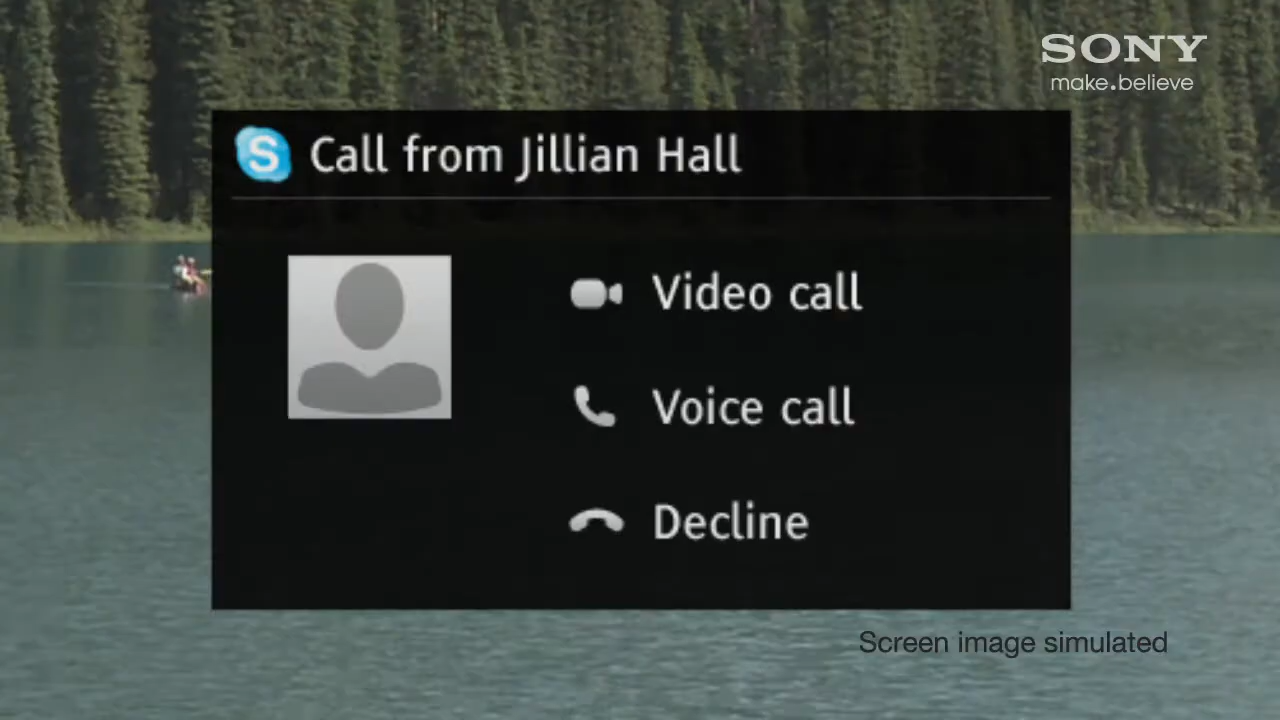 SONY
make.believe
Call from Jillian Hall
Video call
Voice call
Decline
Screen image simulated